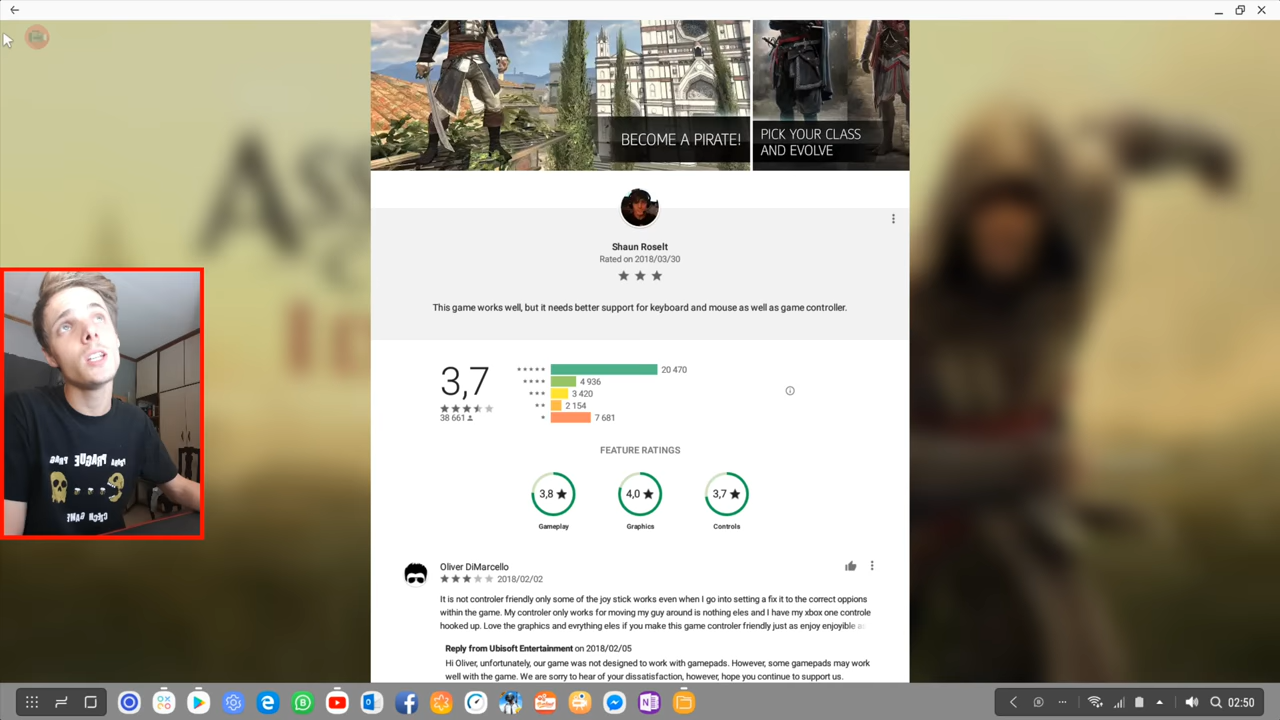 BECOME A PIRATE!
PICK YOUR CLASS
AND EVOLVE
Shaun Roselt
Rated on 2018/03/30
This game works well, but it needs better support for keyboard and mouse as well as game controller.
3,7
38 661
20 470
4 936
3 420
2 154
7 681
FEATURE RATINGS
3,8
4,0
3,7
Gameplay
Graphics
Controls
Oliver DiMarcello
2018/02/02
It is not controler friendly only some of the joy stick works even when I go into setting a fix it to the correct oppions
within the game. My controler only works for moving my guy around is nothing eles and I have my xbox one controle
hooked up. Love the graphics and evrything eles if you make this game controler friendly just as enjoy enjoyible as
Reply from Ubisoft Entertainment on 2018/02/05
Hi Oliver, unfortunately, our game was not designed to work with gamepads. However, some gamepads may work
well with the game. We are sorry to hear of your dissatisfaction, however, hope you continue to support us.
PRAGUE
CZECH
02:50